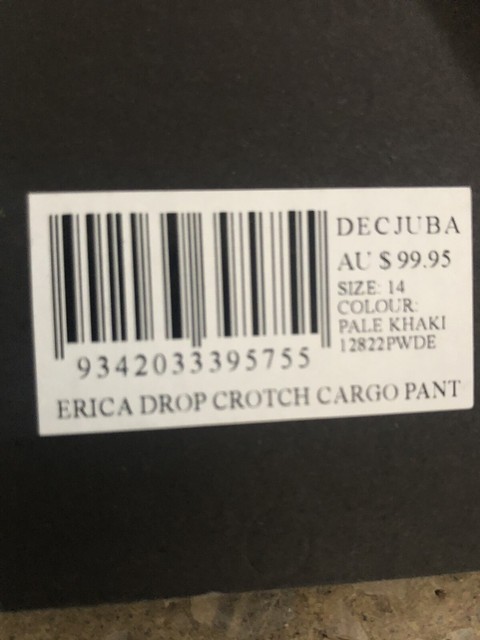 DECJUBA
AU $99.95
SIZE: 14
COLOUR:
PALE KHAKI
12822PWDE
9342033395755
ERICA DROP CROTCH CARGO PANT